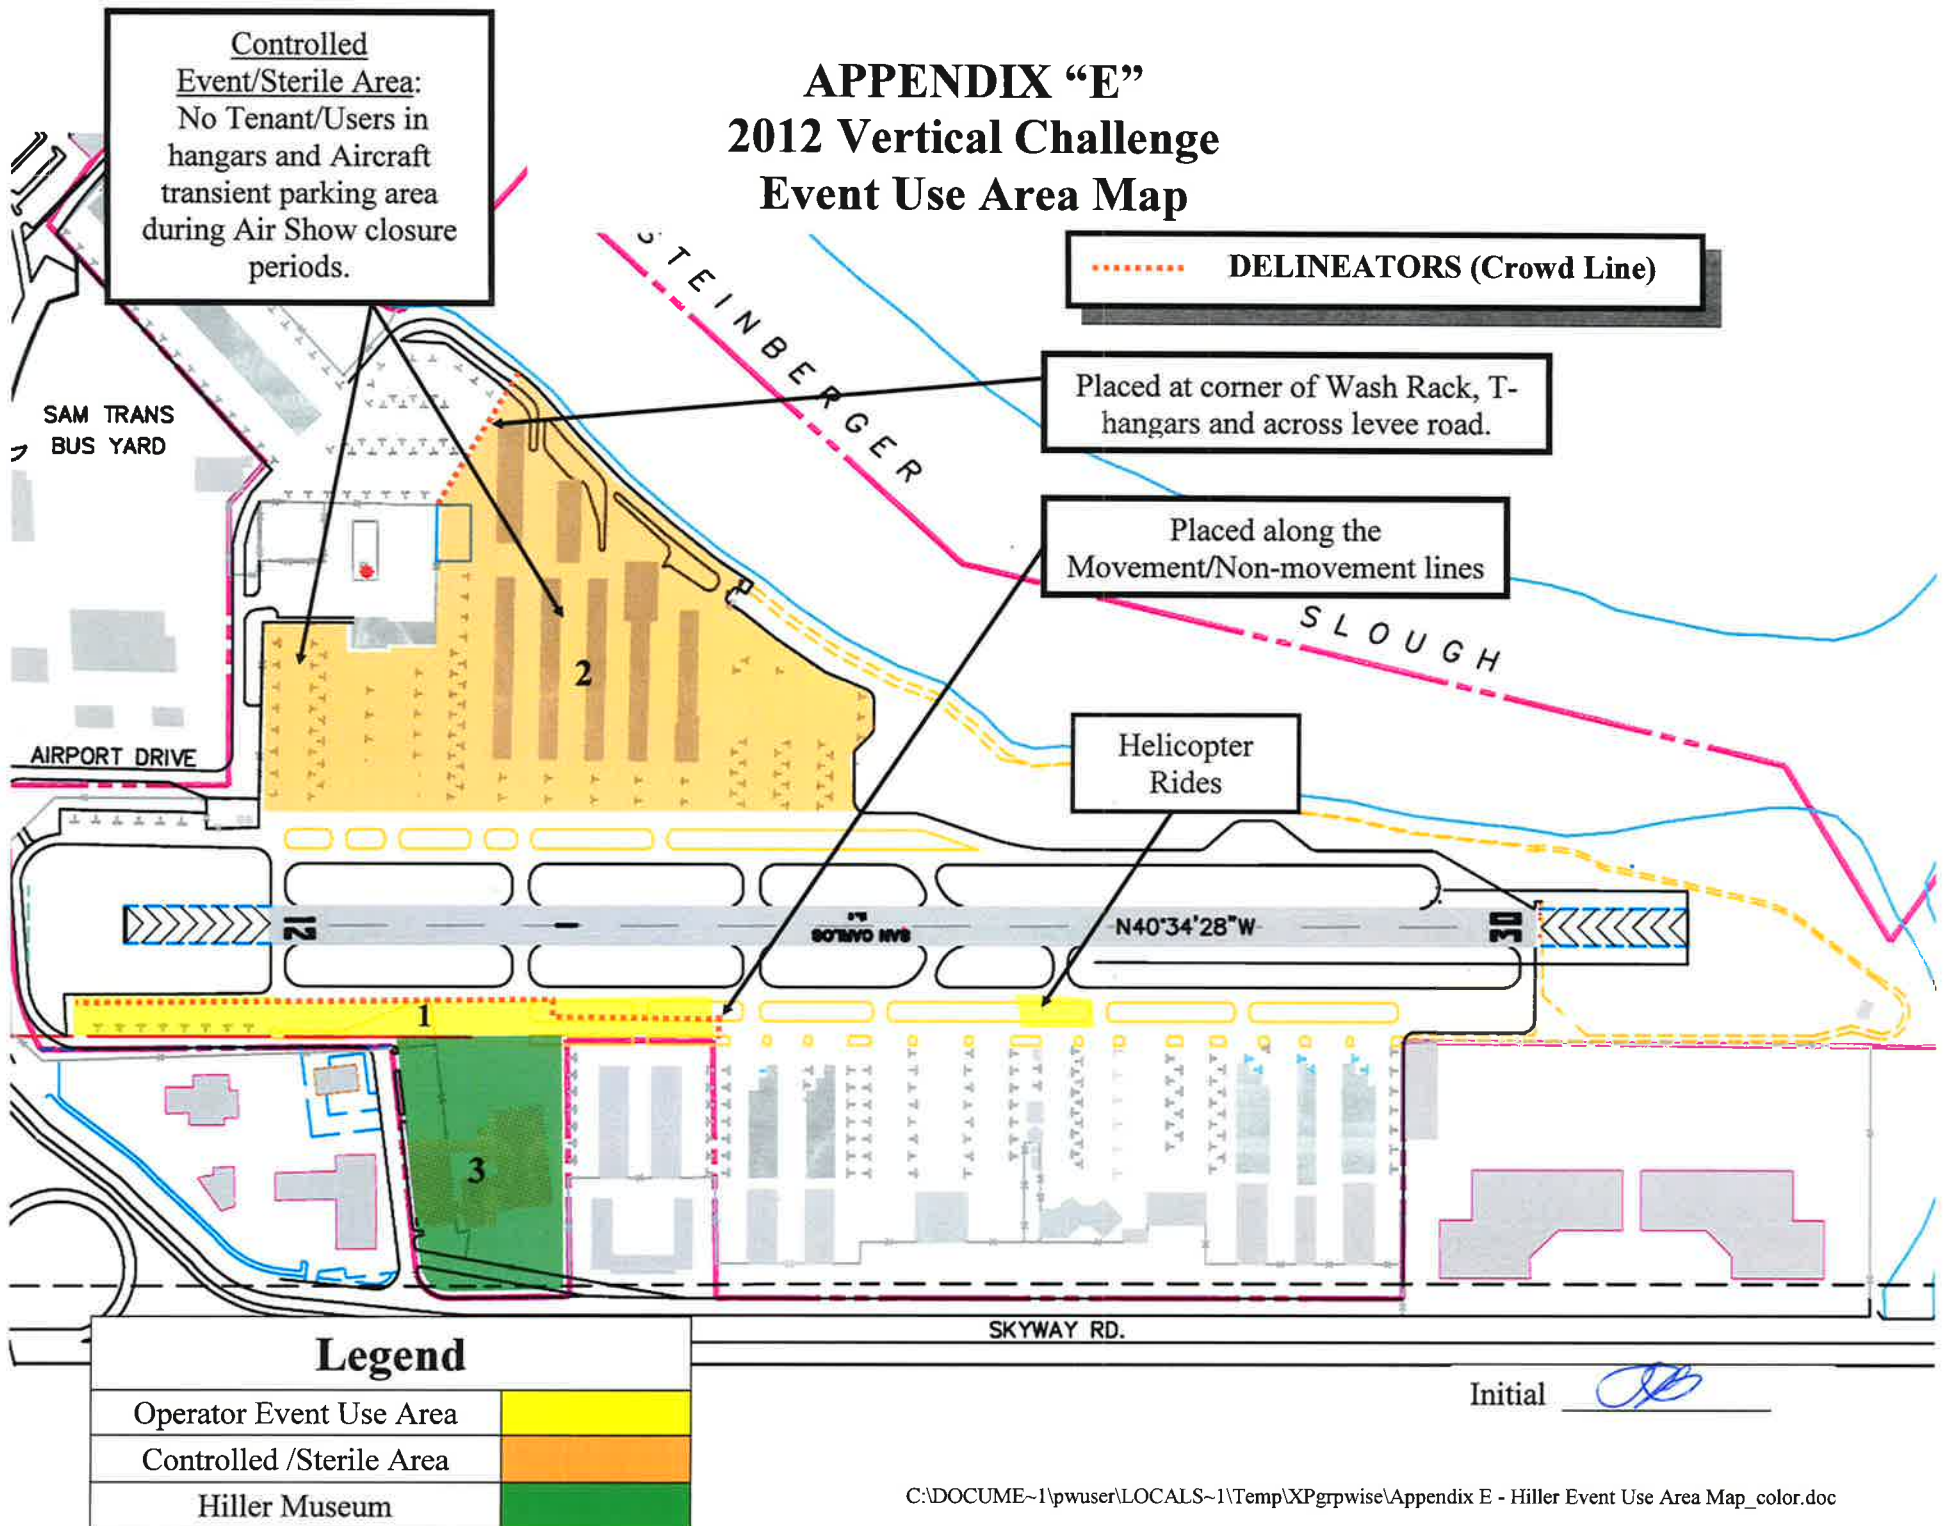 Controlled
Event/Sterile Area:
No Tenant/Users in
hangars and Aircraft
transient parking area
during Air Show closure
periods.
APPENDIX “E”
2012 Vertical Challenge
Event Use Area Map
DELINEATORS (Crowd Line)
STEINBERGER
Placed at corner of Wash Rack, T-
hangars and across levee road.
SAM TRANS
BUS YARD
Placed along the
Movement/Non-movement lines
SLOUGH
2
Helicopter
Rides
AIRPORT DRIVE
12
SAN CARLOS
N40°34'28"W
30
1
3
SKYWAY RD.
Legend
Operator Event Use Area
Controlled /Sterile Area
Hiller Museum
Initial
C:\DOCUME~1\pwuser\LOCALS~1\Temp\XPgrpwise\Appendix E - Hiller Event Use Area Map_color.doc